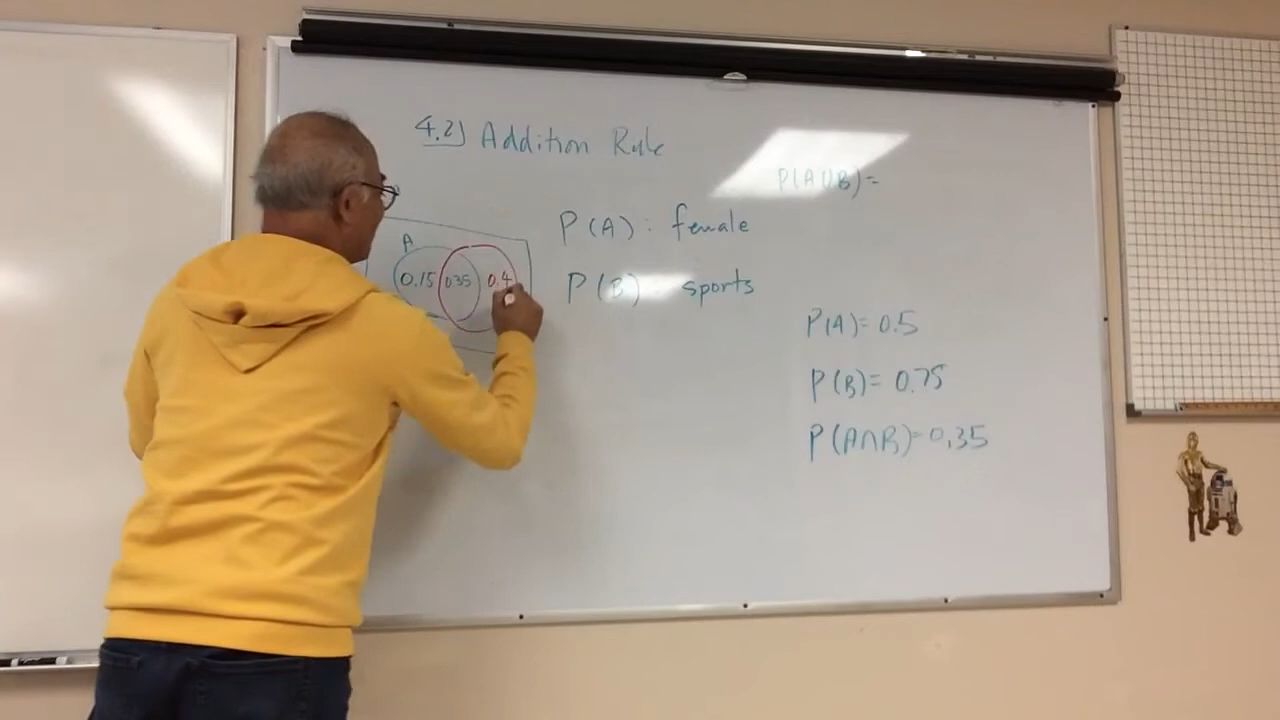 4.2) Addition Rule
P(A∪B)=
P(A): female
A
0.15 0.35 0.4
P(B): sports
P(A)= 0.5
P(B)= 0.75
P(A∩B)=0.35